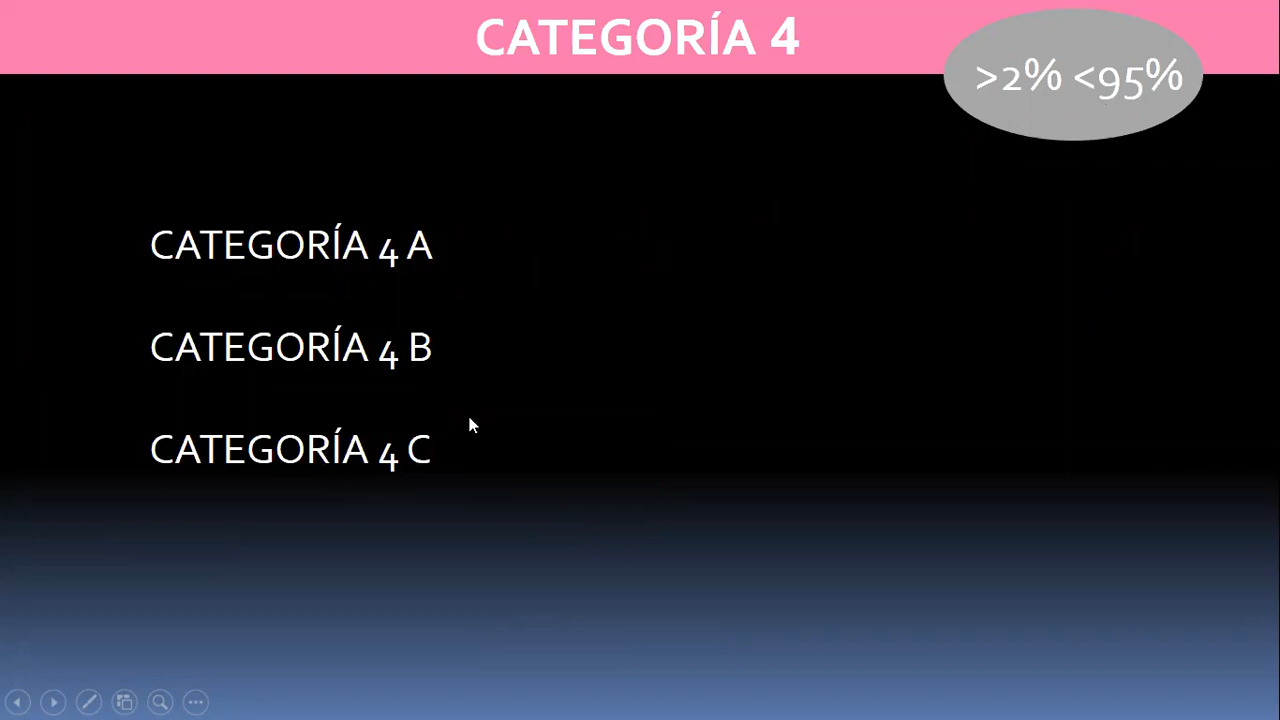 CATEGORÍA 4
>2% <95%
CATEGORÍA 4 A
CATEGORÍA 4 B
CATEGORÍA 4 C